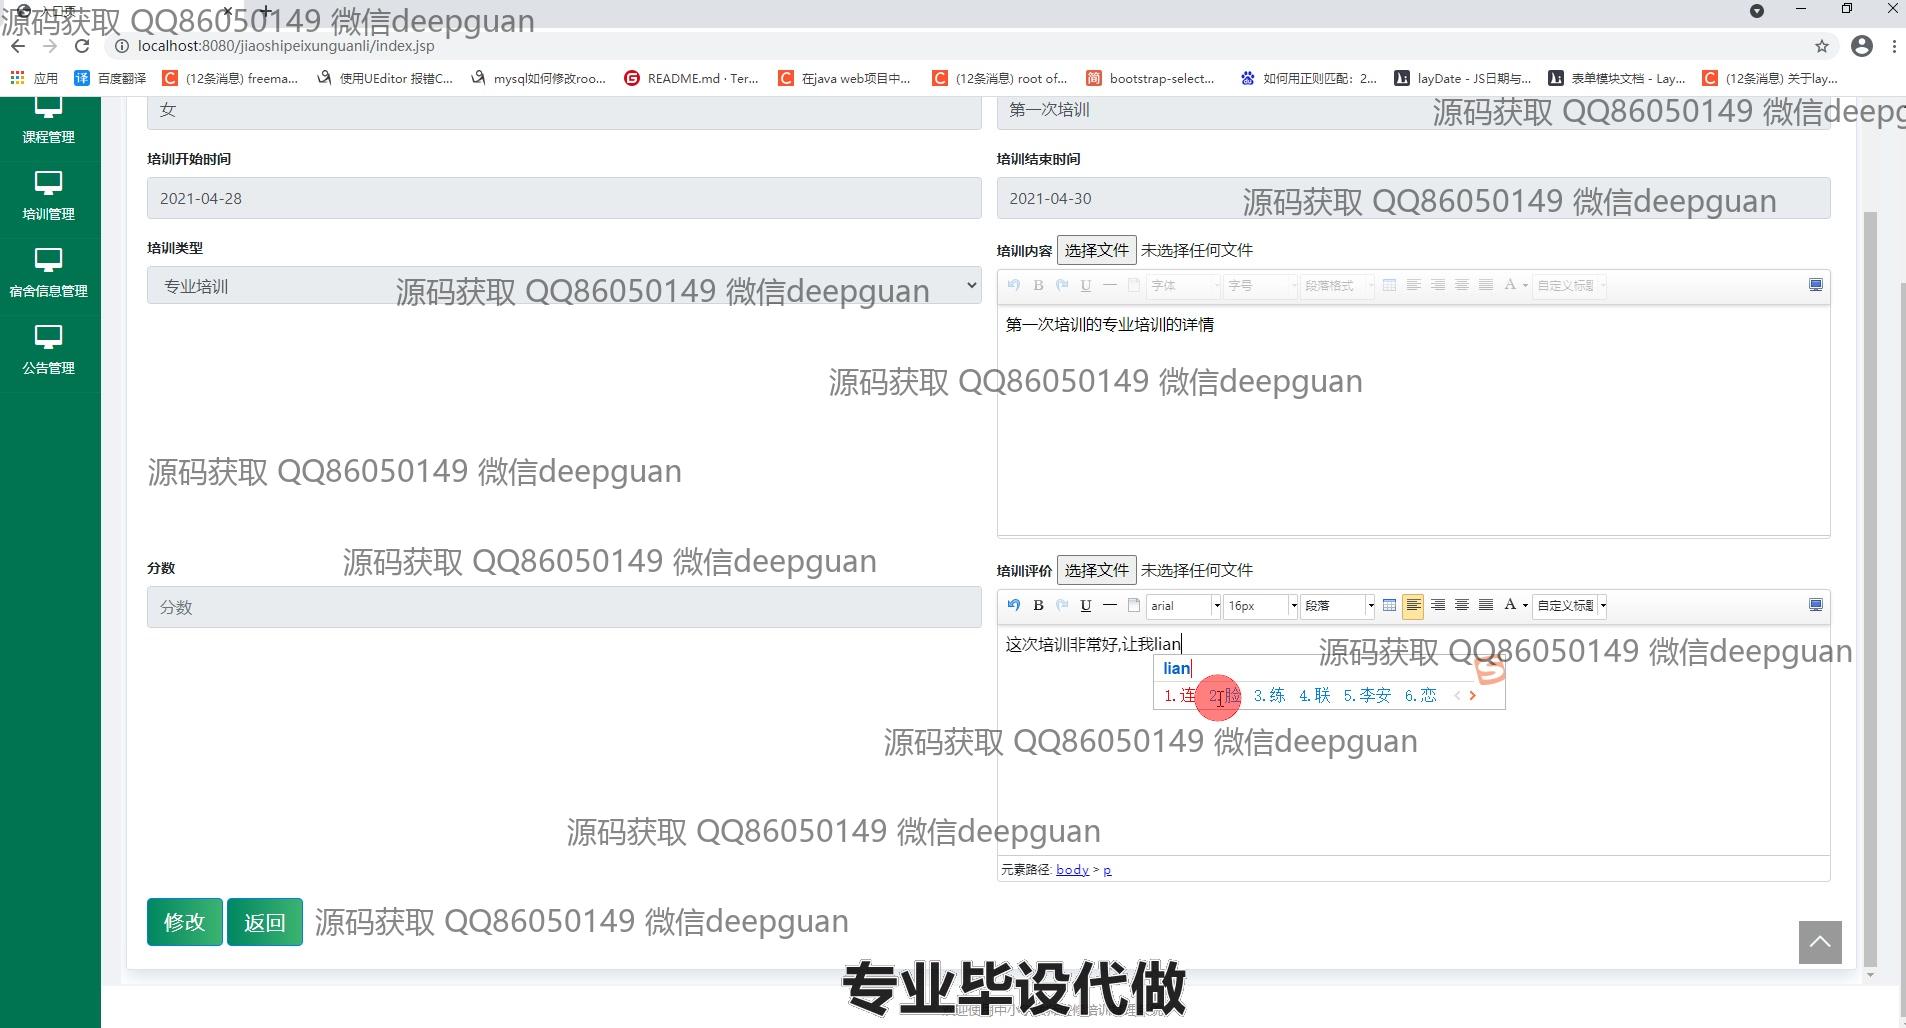 入口页
源码获取 QQ86050149 微信deepguan
localhost:8080/jiaoshipeixunguanli/index.jsp
应用
百度翻译
(12条消息) freema...
使用UEditor 报错C...
mysql如何修改roo...
README.md · Ter...
在java web项目中...
(12条消息) root of...
bootstrap-select...
如何用正则匹配：2...
layDate - JS日期与...
表单模块文档 - Lay...
(12条消息) 关于lay...
课程管理
培训管理
宿舍信息管理
公告管理
女
第一次培训
源码获取 QQ86050149 微信deepg
培训开始时间
培训结束时间
2021-04-28
2021-04-30
源码获取 QQ86050149 微信deepguan
培训类型
培训内容 选择文件 未选择任何文件
专业培训
源码获取 QQ86050149 微信deepguan
B U 字体 字号 段落格式 A 自定义标题
第一次培训的专业培训的详情
源码获取 QQ86050149 微信deepguan
源码获取 QQ86050149 微信deepguan
分数
源码获取 QQ86050149 微信deepguan
培训评价 选择文件 未选择任何文件
分数
B U arial 16px 段落 A 自定义标题
这次培训非常好,让我lian
源码获取 QQ86050149 微信deepguan
lian
1.连 2.脸 3.练 4.联 5.李安 6.恋
源码获取 QQ86050149 微信deepguan
源码获取 QQ86050149 微信deepguan
元素路径: body > p
修改 返回
源码获取 QQ86050149 微信deepguan
专业毕设代做